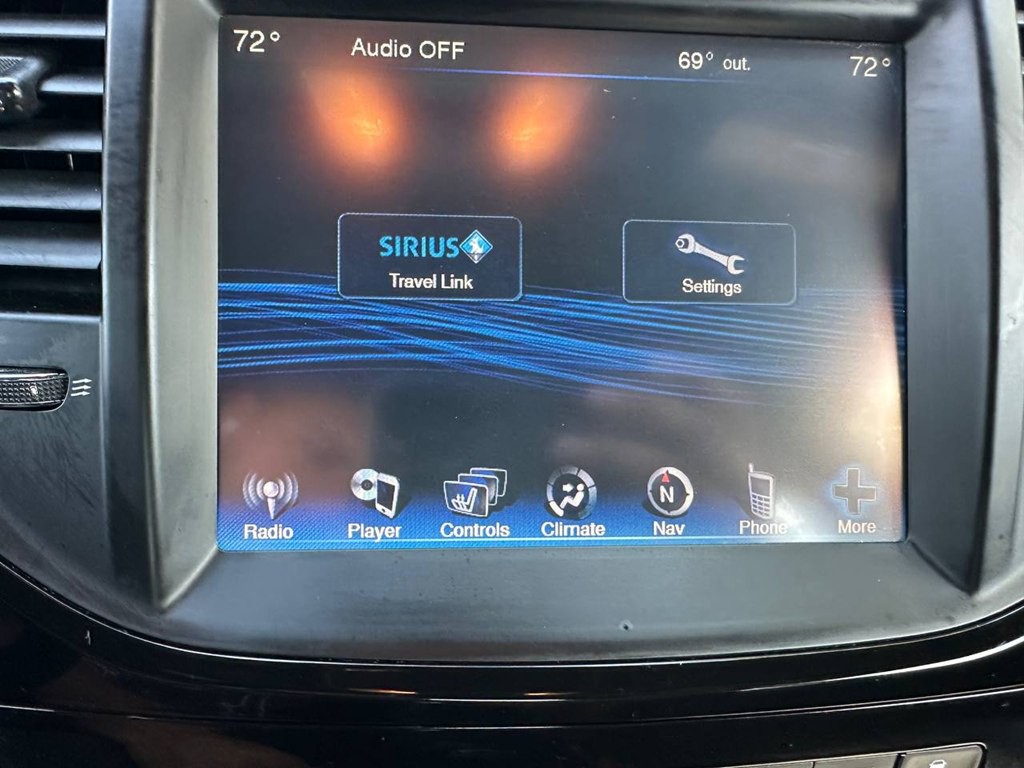 72° Audio OFF 69° out. 72°
SIRIUS
Travel Link
Settings
N
Radio Player Controls Climate Nav Phone More